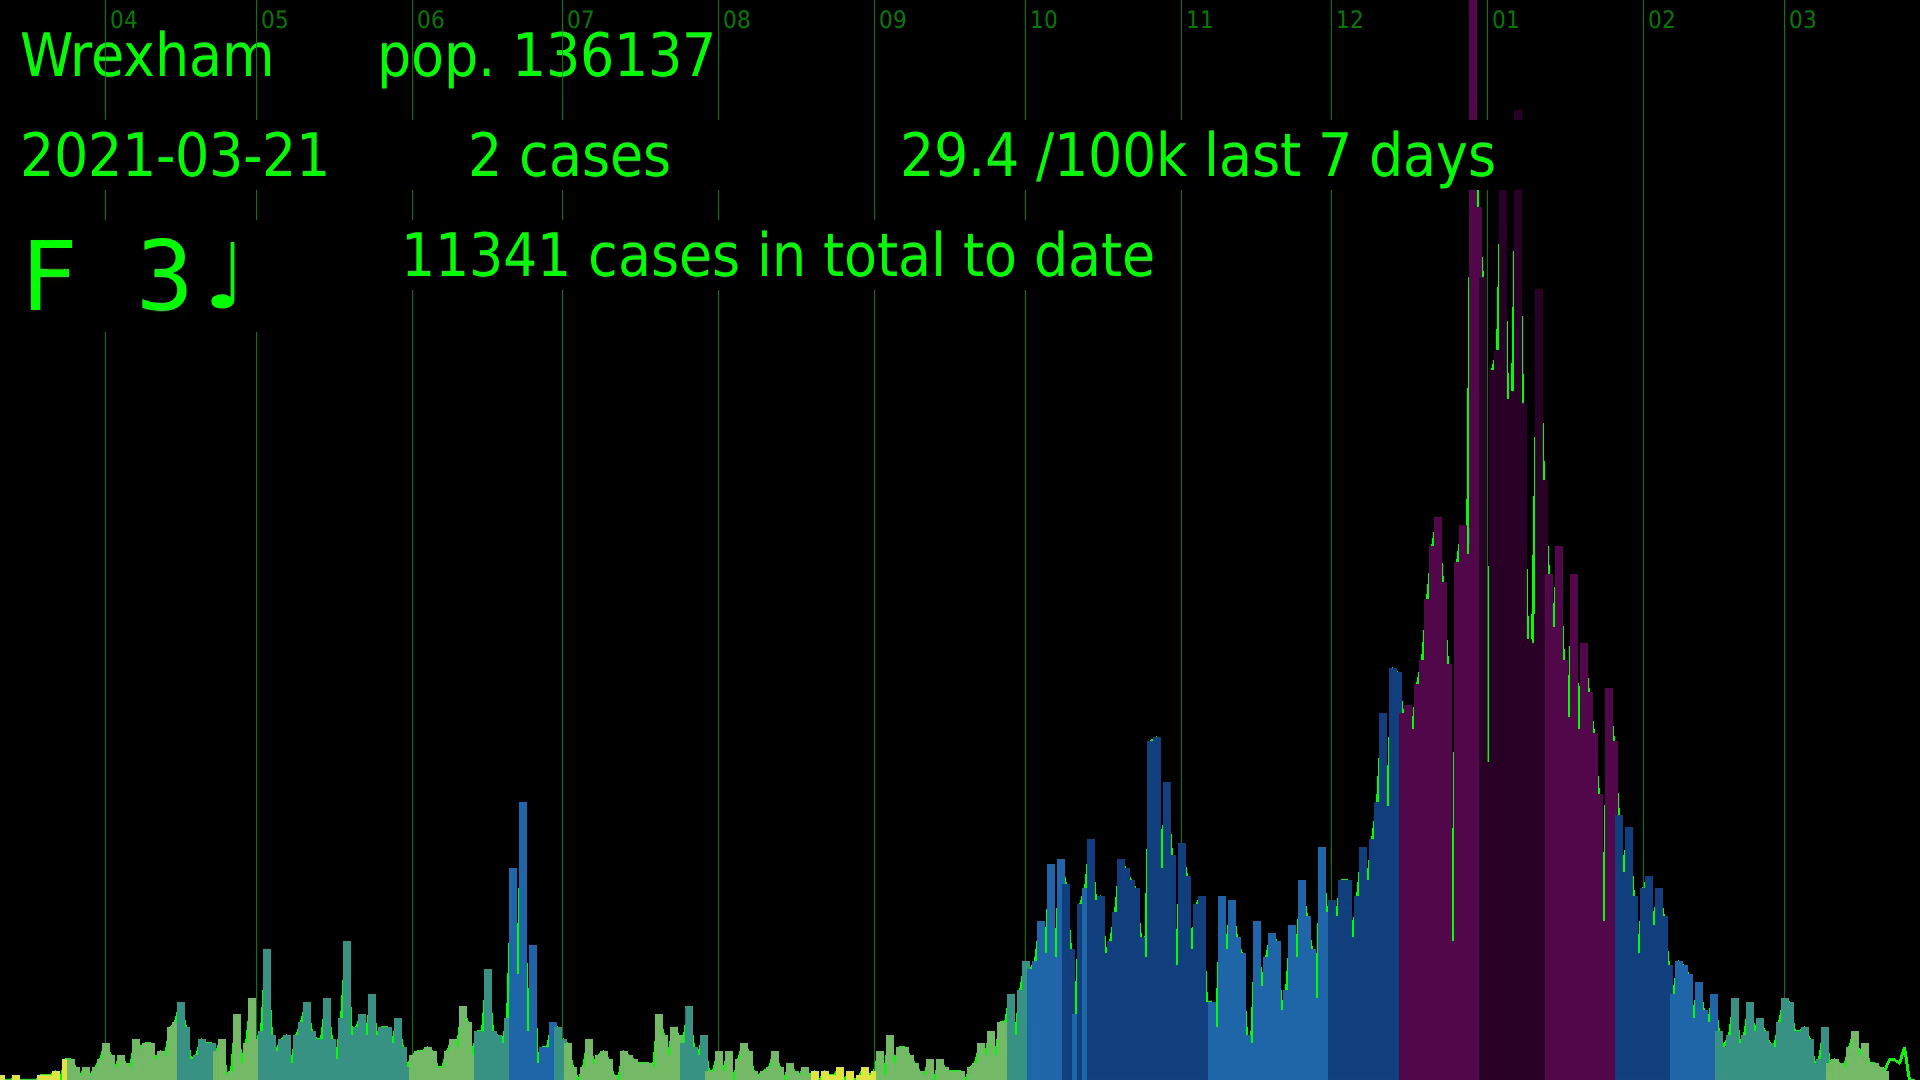 04 05 06 07 08 09 10 11 12 01 02 03
Wrexham pop. 136137
2021-03-21 2 cases 29.4 /100k last 7 days
F 3♩ 11341 cases in total to date